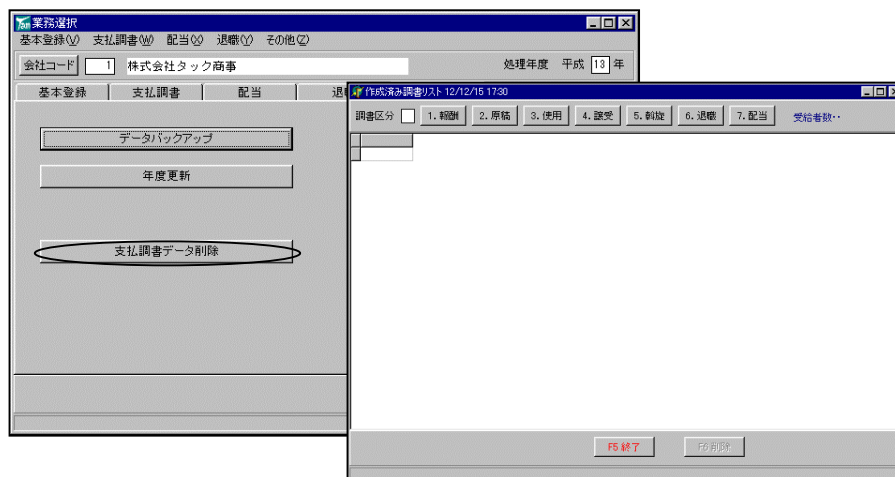 業務選択
基本登録(V) 支払調書(W) 配当(X) 退職(Y) その他(Z)
会社コード 1 株式会社タック商事 処理年度 平成 13 年
基本登録 支払調書 配当
データバックアップ
年度更新
支払調書データ削除
作成済み調書リスト 12/12/15 17:30
調書区分 1.報酬 2.原稿 3.使用 4.譲受 5.斡旋 6.退職 7.配当 受給者数・・
F5 終了 F6 削除